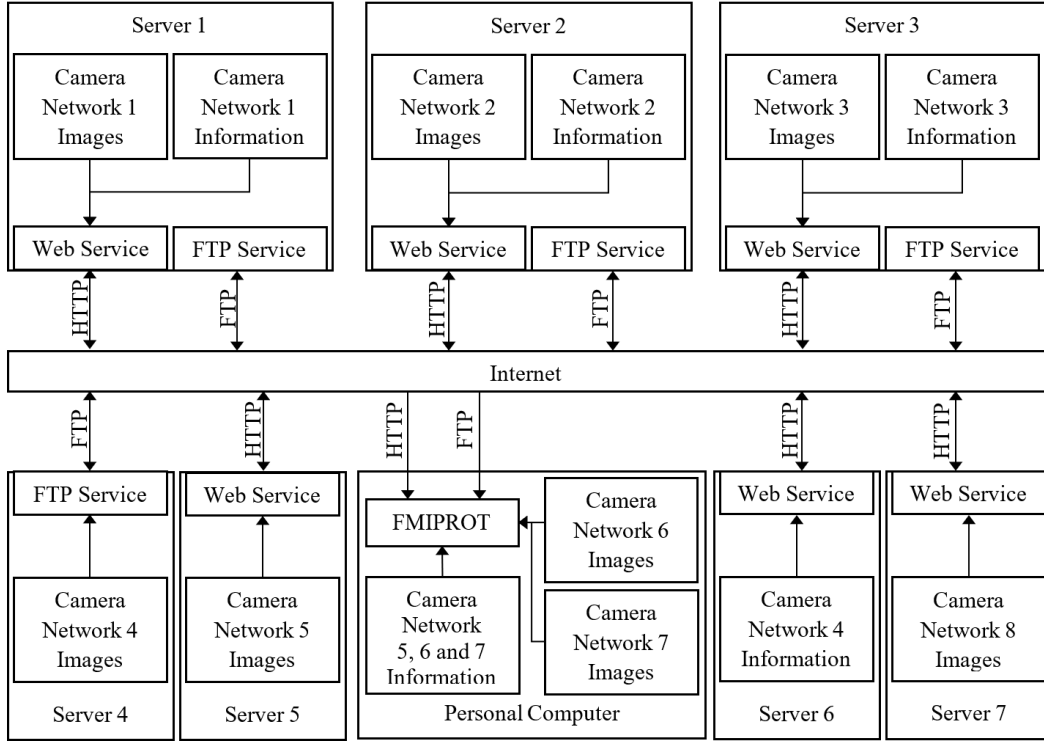 Server 1
Camera
Network 1
Images
Camera
Network 1
Information
Web Service
FTP Service
Server 2
Camera
Network 2
Images
Camera
Network 2
Information
Web Service
FTP Service
Server 3
Camera
Network 3
Images
Camera
Network 3
Information
Web Service
FTP Service
HTTP
FTP
HTTP
FTP
HTTP
FTP
Internet
FTP
HTTP
HTTP
FTP
HTTP
HTTP
FTP Service
Camera
Network 4
Images
Server 4
Web Service
Camera
Network 5
Images
Server 5
FMIPROT
Camera
Network 6
Images
Camera
Network
5, 6 and 7
Information
Camera
Network 7
Images
Personal Computer
Web Service
Camera
Network 4
Information
Server 6
Web Service
Camera
Network 8
Images
Server 7